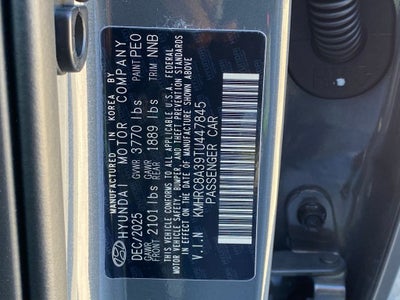 MANUFACTURED IN KOREA BY
HYUNDAI MOTOR COMPANY
DEC/2025 GVWR 3770 lbs PAINT PEO
GAWR FRONT 2101 lbs GAWR REAR 1889 lbs TRIM NNB
THIS VEHICLE CONFORMS TO ALL APPLICABLE U.S.A. FEDERAL
MOTOR VEHICLE SAFETY, BUMPER, AND THEFT PREVENTION STANDARDS
IN EFFECT ON THE DATE OF MANUFACTURE SHOWN ABOVE
V.I.N KMHRC8A39TU447845
PASSENGER CAR